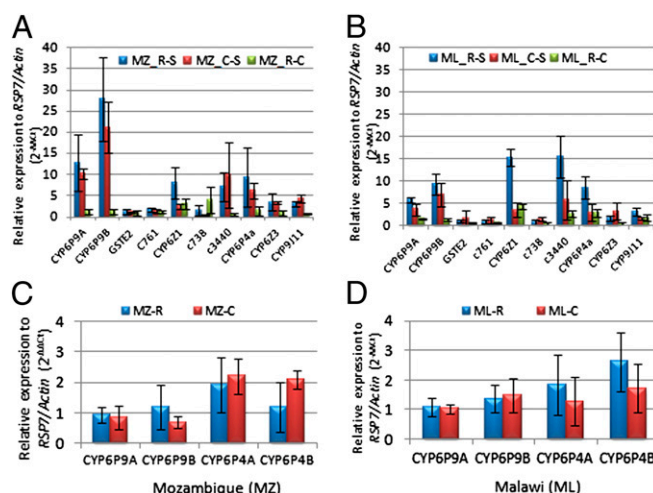 A
Relative expression to RSP7/Actin
(2^-ΔΔCt)
40
35
30
25
20
15
10
5
0
MZ_R-S MZ_C-S MZ_R-C
CYP6P9A CYP6P9B GSTE2 C761 CYP6Z1 c738 c3440 CYP6P4a CYP6Z3 CYP9J11
B
Relative expression to RSP7/Actin
40
35
30
25
20
15
10
5
0
ML_R-S ML_C-S ML_R-C
CYP6P9A CYP6P9B GSTE2 c761 CYP6Z1 c738 c3440 CYP6P4a CYP6Z3 CYP9J11
C
Relative expression to
RSP7/Actin (2^-ΔΔCt)
4
3
2
1
0
MZ-R MZ-C
CYP6P9A CYP6P9B CYP6P4A CYP6P4B
Mozambique (MZ)
D
Relative expression to
RSP7/Actin
4
3
2
1
0
ML-R ML-C
CYP6P9A CYP6P9B CYP6P4A CYP6P4B
Malawi (ML)